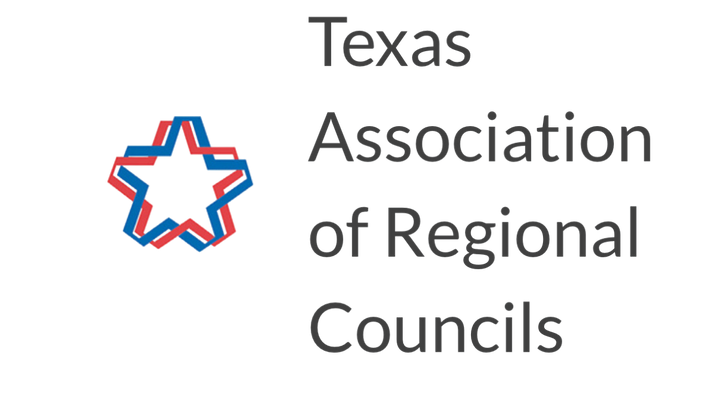 Texas
Association
of Regional
Councils